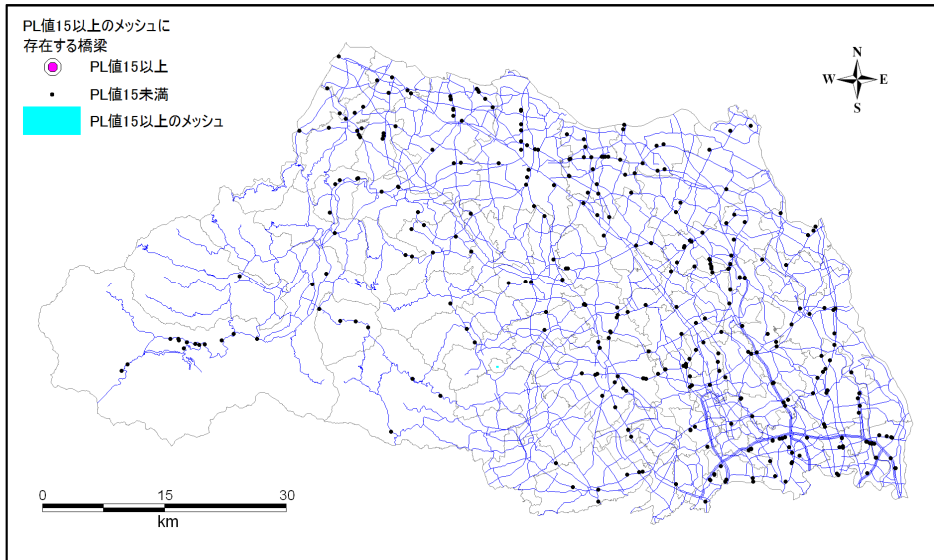 PL値15以上のメッシュに
存在する橋梁
PL値15以上
PL値15未満
PL値15以上のメッシュ
N
W E
S
0 15 30
km